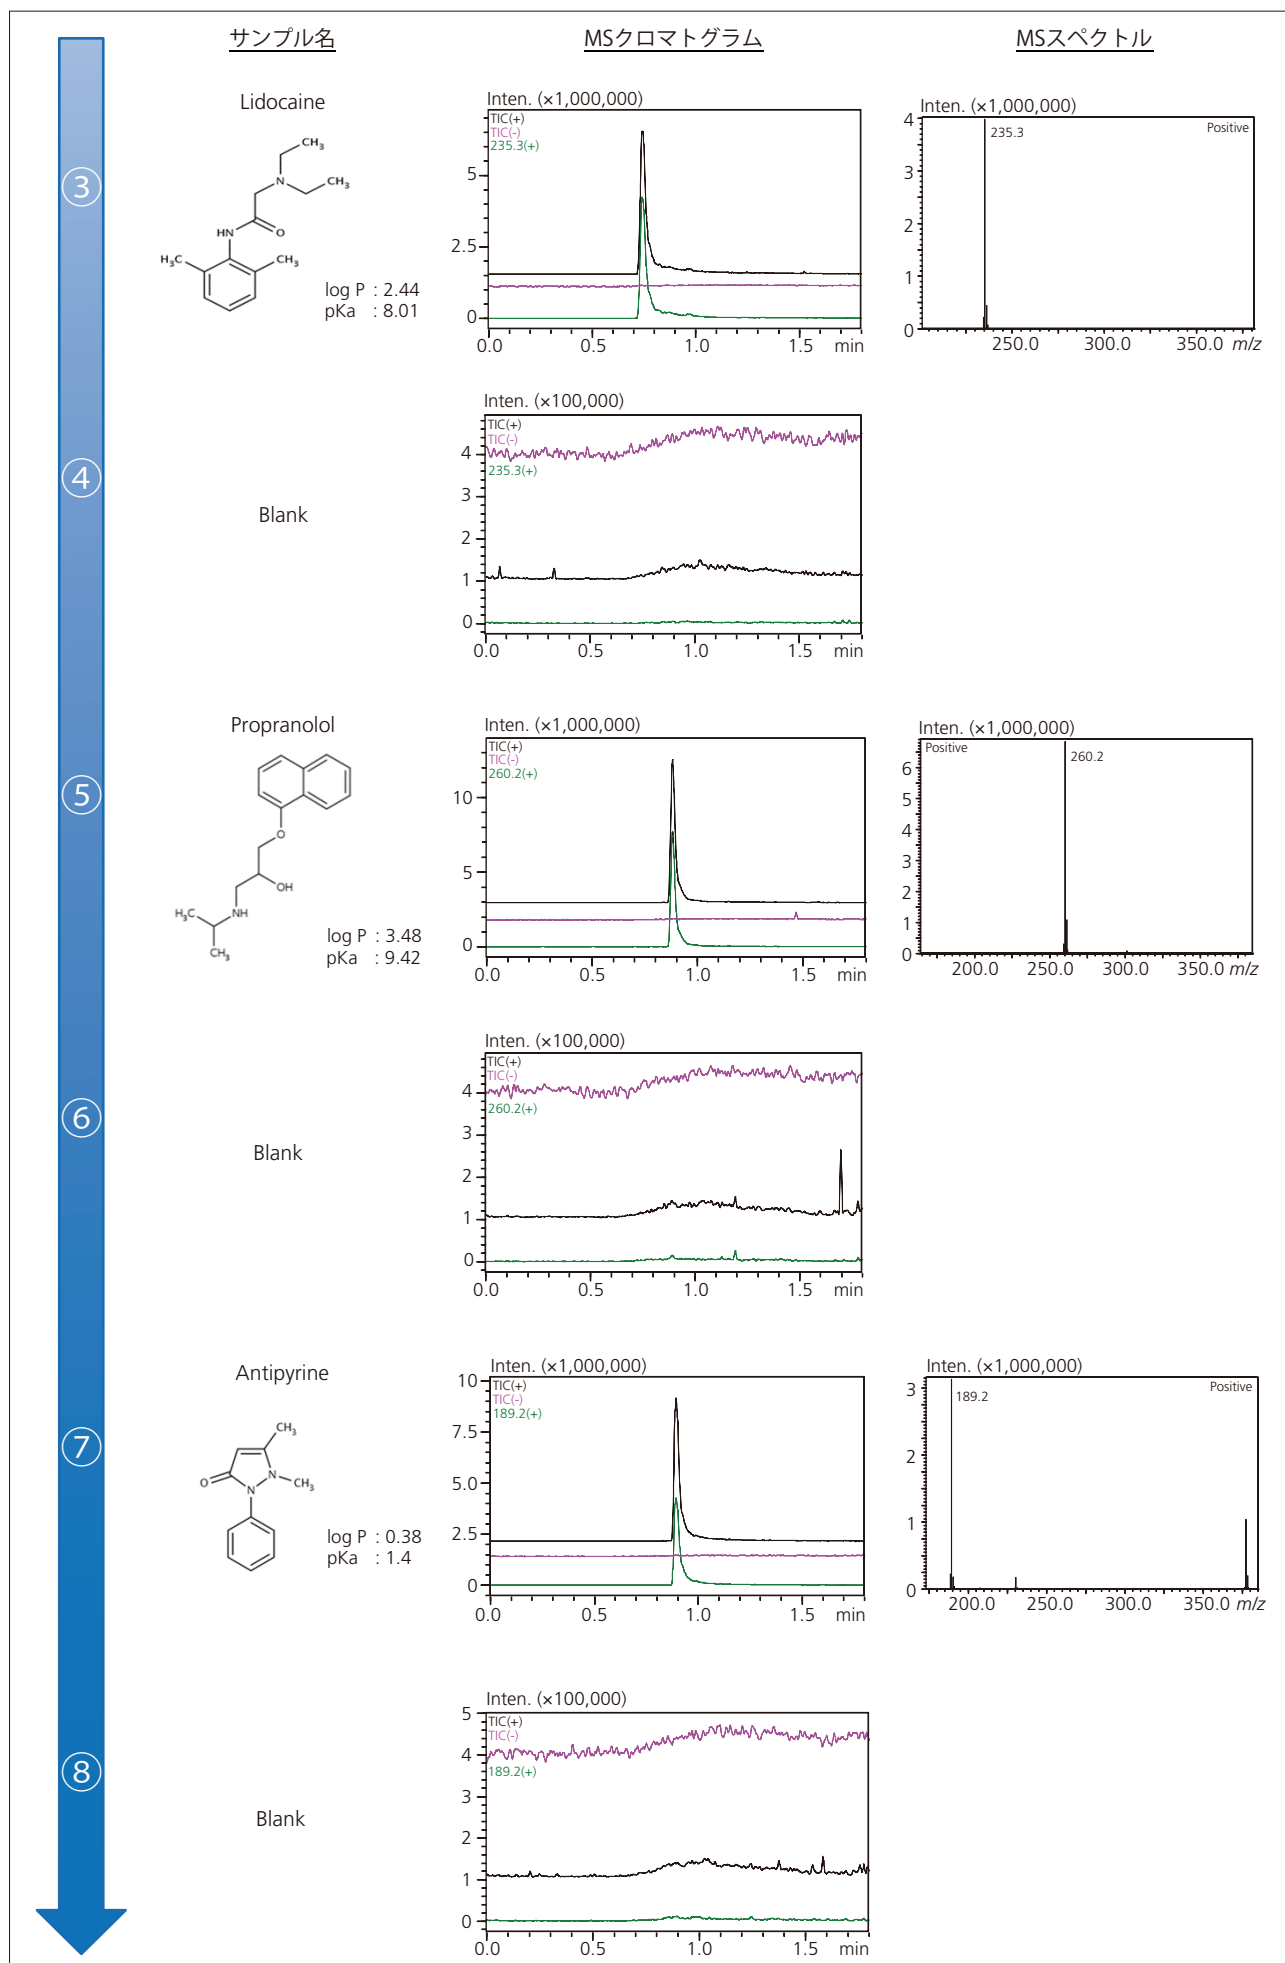 サンプル名
MSクロマトグラム
MSスペクトル
③
Lidocaine
CH₃
N
CH₃
HN
O
H₃C
CH₃
log P : 2.44
pKa : 8.01
Inten. (×1,000,000)
TIC(+)
TIC(-)
235.3(+)
5
2.5
0
0.0 0.5 1.0 1.5 min
Inten. (×1,000,000)
Positive
235.3
4
3
2
1
0
250.0 300.0 350.0 m/z
④
Blank
Inten. (×100,000)
TIC(+)
TIC(-)
235.3(+)
4
3
2
1
0
0.0 0.5 1.0 1.5 min
⑤
Propranolol
O
OH
NH
H₃C
CH₃
log P : 3.48
pKa : 9.42
Inten. (×1,000,000)
TIC(+)
TIC(-)
260.2(+)
10
5
0
0.0 0.5 1.0 1.5 min
Inten. (×1,000,000)
Positive
260.2
6
5
4
3
2
1
0
200.0 250.0 300.0 350.0 m/z
⑥
Blank
Inten. (×100,000)
TIC(+)
TIC(-)
260.2(+)
4
3
2
1
0
0.0 0.5 1.0 1.5 min
⑦
Antipyrine
CH₃
O
N
CH₃
N
log P : 0.38
pKa : 1.4
Inten. (×1,000,000)
TIC(+)
TIC(-)
189.2(+)
10
7.5
5.0
2.5
0
0.0 0.5 1.0 1.5 min
Inten. (×1,000,000)
Positive
189.2
3
2
1
0
200.0 250.0 300.0 350.0 m/z
⑧
Blank
Inten. (×100,000)
TIC(+)
TIC(-)
189.2(+)
5
4
3
2
1
0
0.0 0.5 1.0 1.5 min